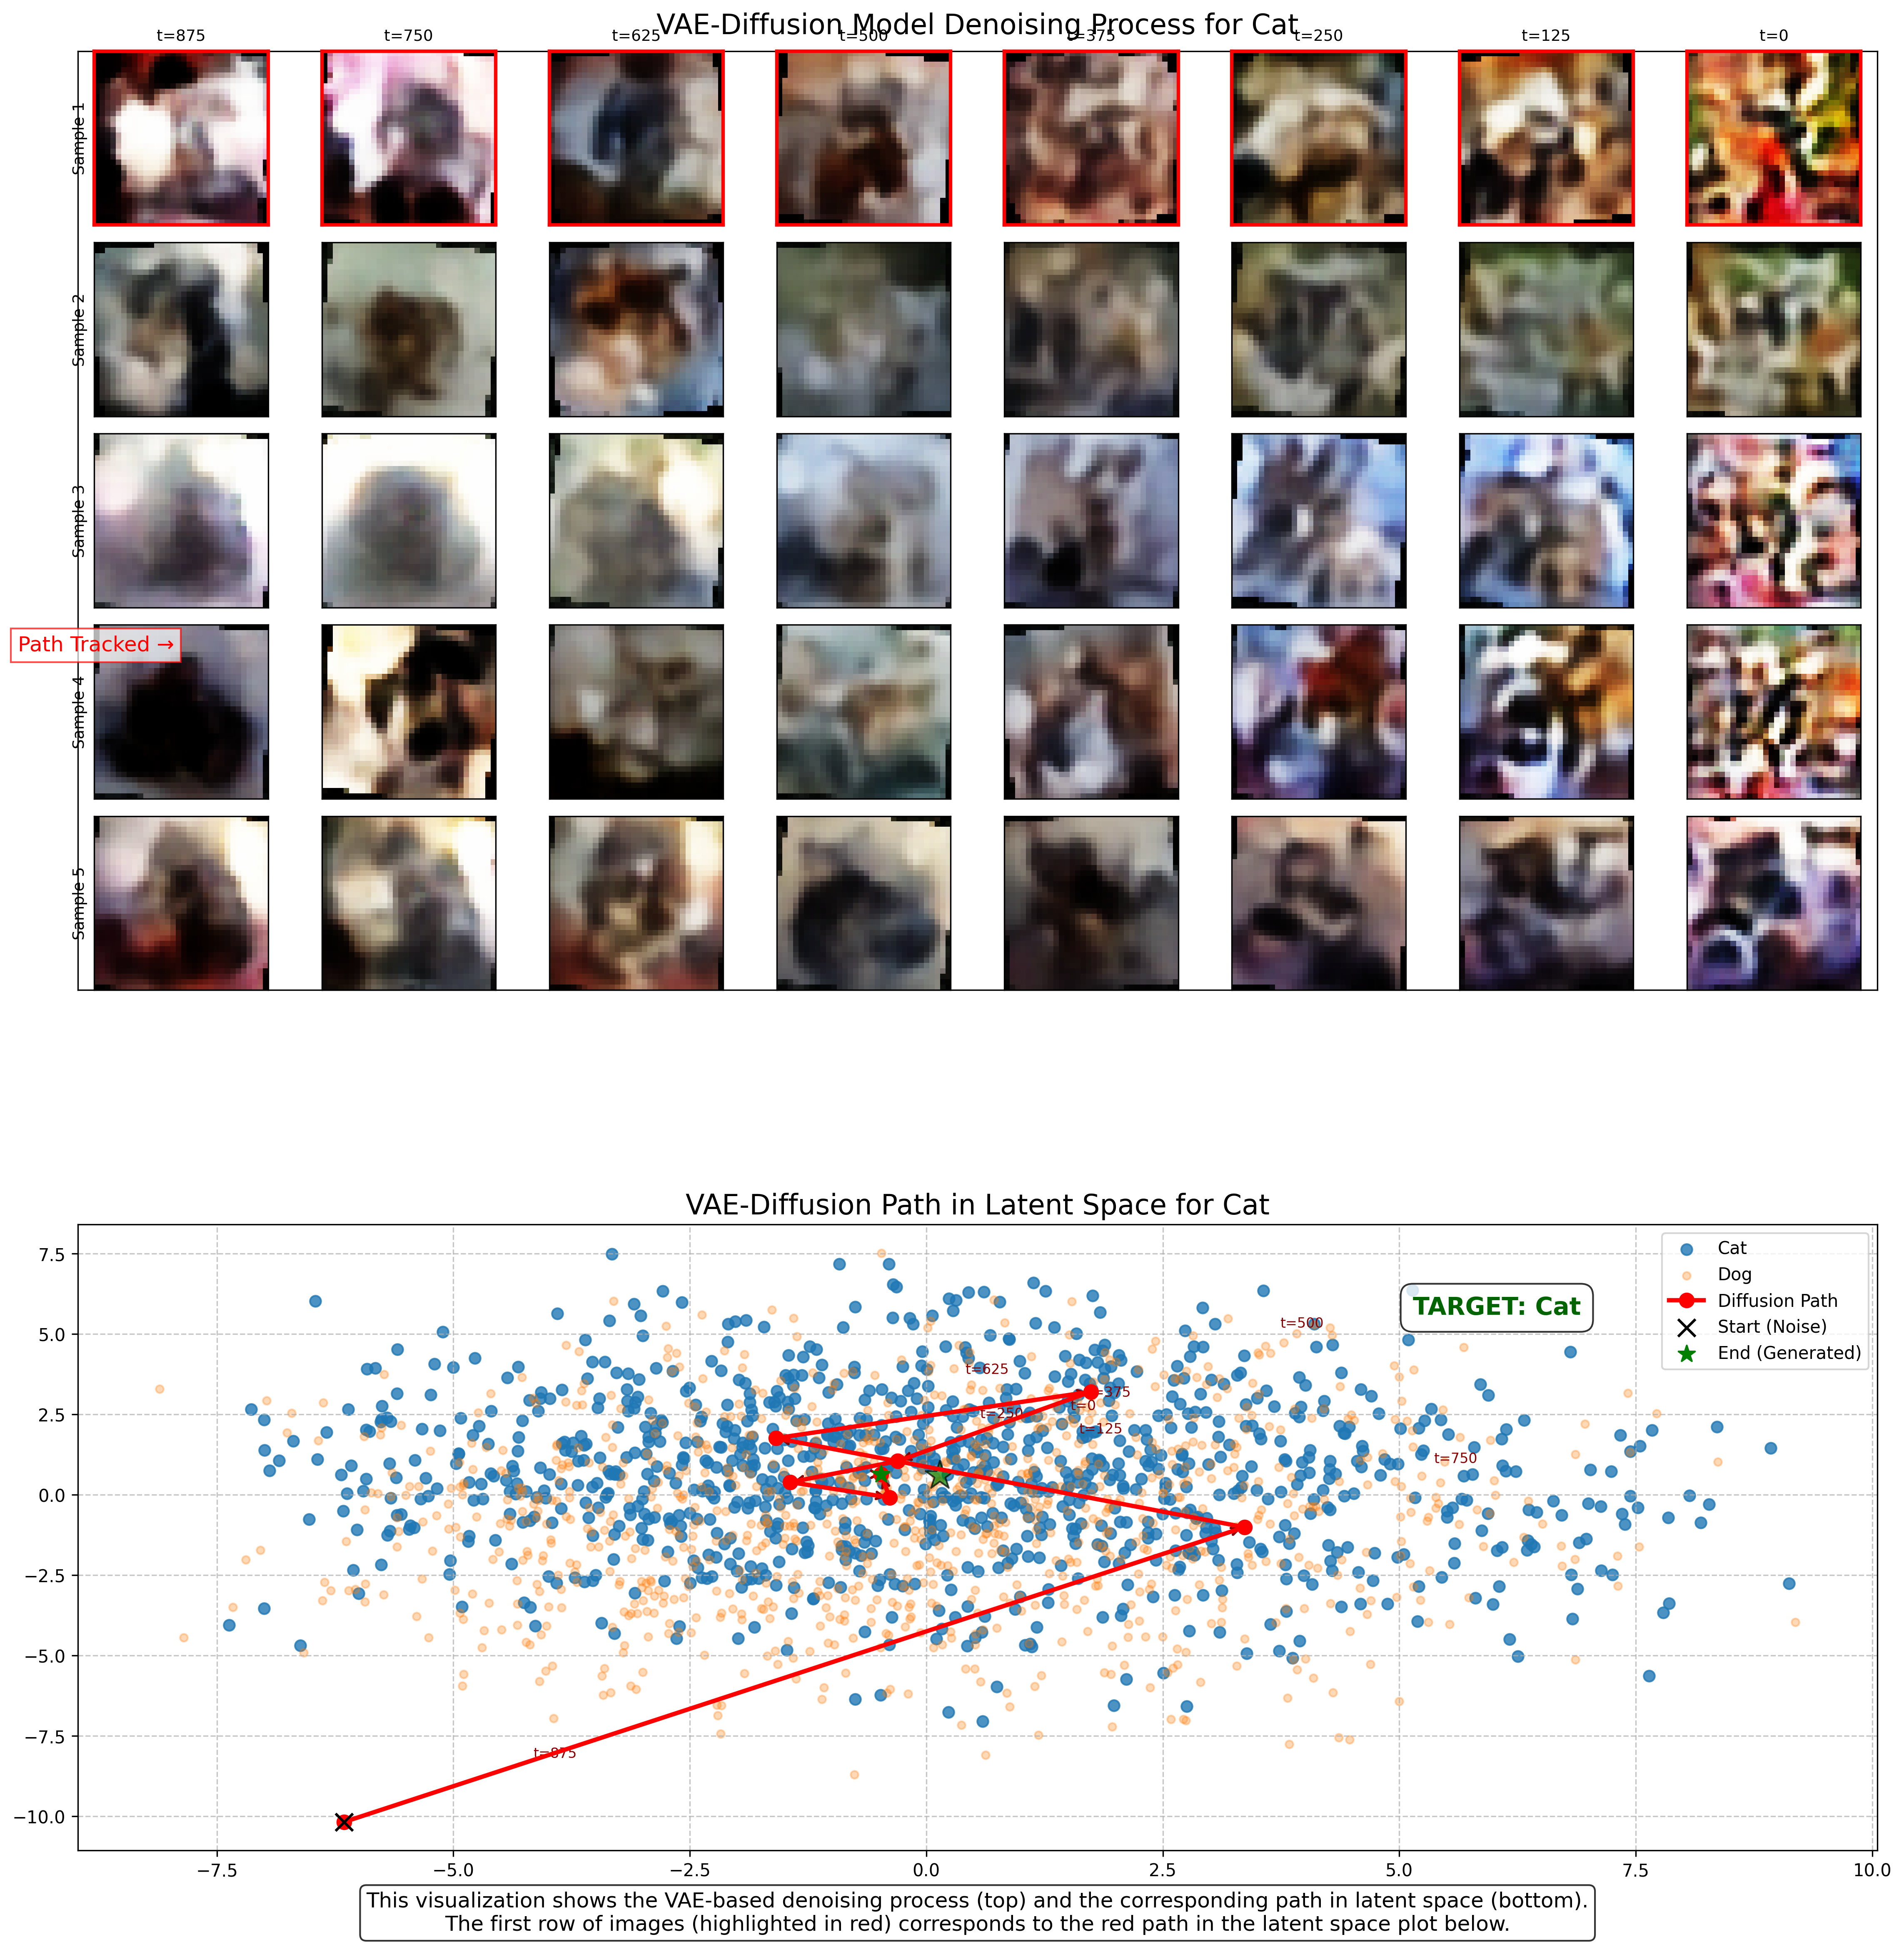 VAE-Diffusion Model Denoising Process for Cat
t=875 t=750 t=625 t=500 t=375 t=250 t=125 t=0
Sample 1
Sample 2
Sample 3
Path Tracked →
Sample 4
Sample 5
VAE-Diffusion Path in Latent Space for Cat
7.5
5.0
2.5
0.0
−2.5
−5.0
−7.5
−10.0
Cat
Dog
Diffusion Path
Start (Noise)
End (Generated)
TARGET: Cat
t=500
t=625
t=375
t=0
t=250
t=125
t=750
t=875
−7.5 −5.0 −2.5 0.0 2.5 5.0 7.5 10.0
This visualization shows the VAE-based denoising process (top) and the corresponding path in latent space (bottom).
The first row of images (highlighted in red) corresponds to the red path in the latent space plot below.